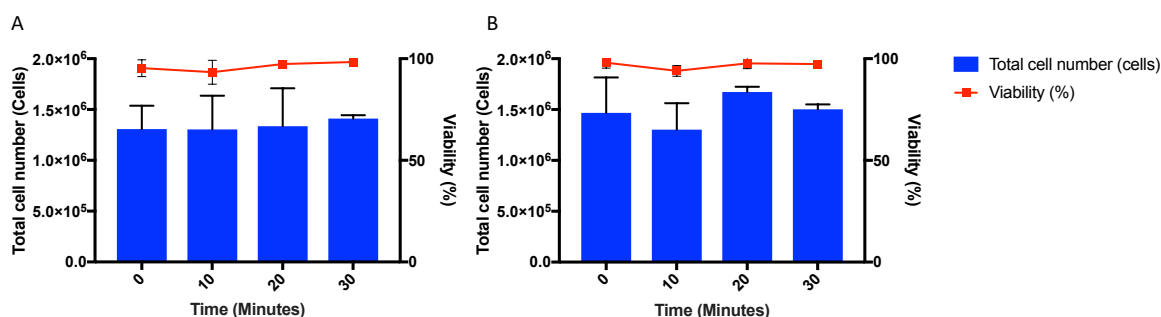 A
Total cell number (Cells)
2.0×10⁶
1.5×10⁶
1.0×10⁶
5.0×10⁵
0.0
100
50
0
Viability (%)
0
10
20
30
Time (Minutes)
B
Total cell number (Cells)
2.0×10⁶
1.5×10⁶
1.0×10⁶
5.0×10⁵
0.0
100
50
0
Viability (%)
0
10
20
30
Time (Minutes)
Total cell number (cells)
Viability (%)